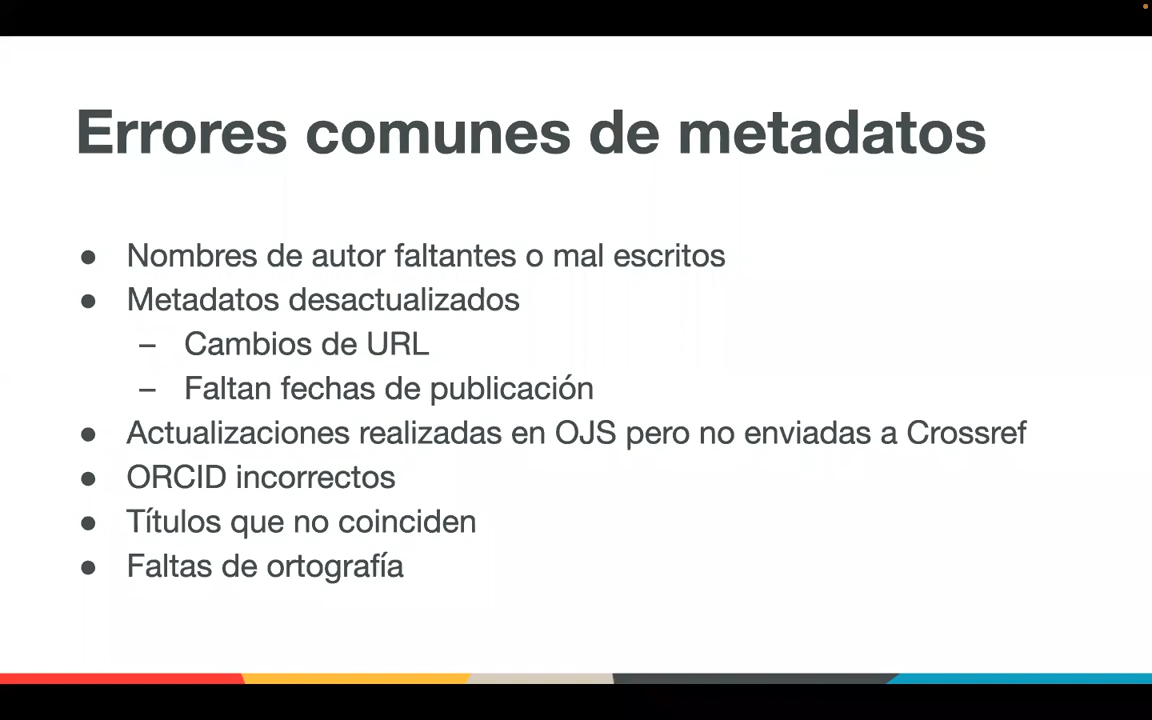 Errores comunes de metadatos
● Nombres de autor faltantes o mal escritos
● Metadatos desactualizados
– Cambios de URL
– Faltan fechas de publicación
● Actualizaciones realizadas en OJS pero no enviadas a Crossref
● ORCID incorrectos
● Títulos que no coinciden
● Faltas de ortografía